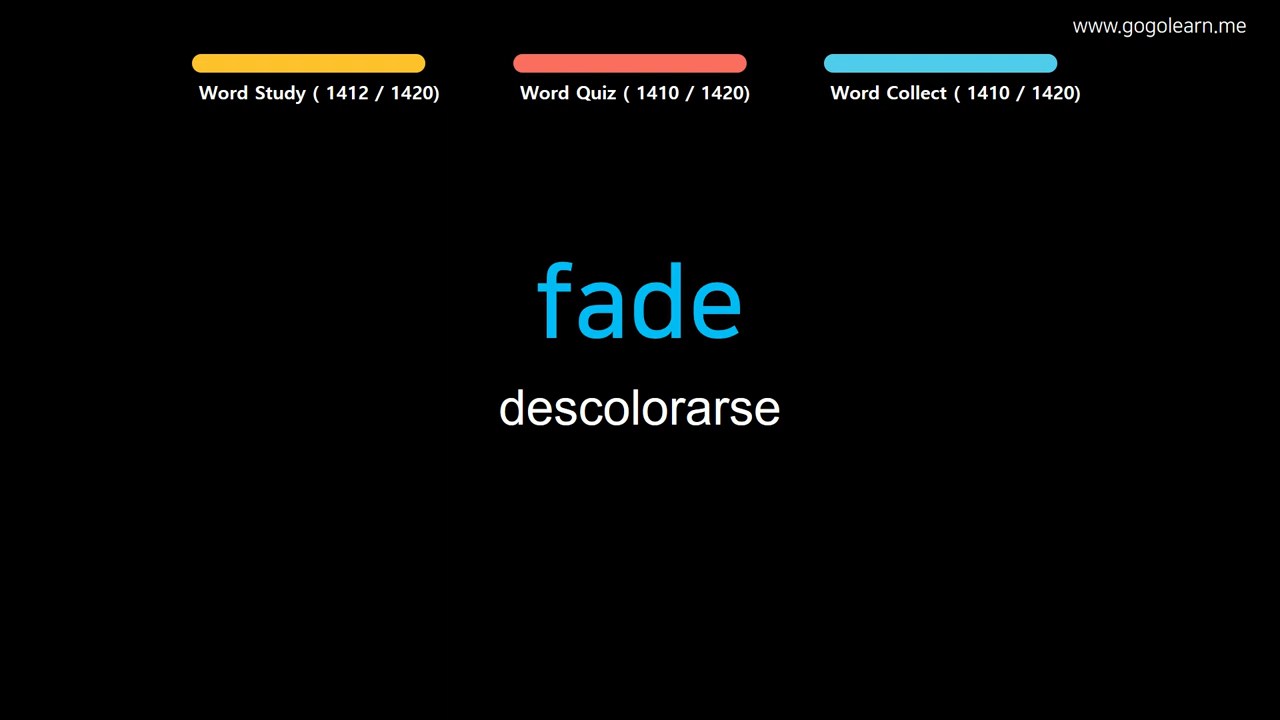 www.gogolearn.me
Word Study ( 1412 / 1420)
Word Quiz ( 1410 / 1420)
Word Collect ( 1410 / 1420)
fade
descolorarse